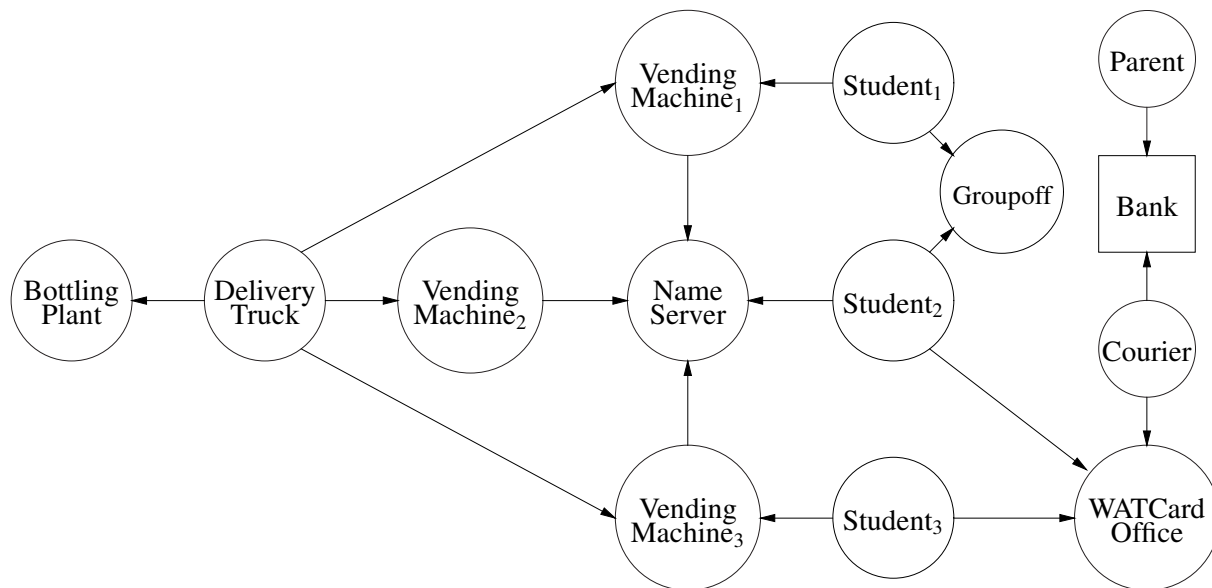 Vending
Machine₁
Student₁
Parent
Groupoff
Bank
Bottling
Plant
Delivery
Truck
Vending
Machine₂
Name
Server
Student₂
Courier
Vending
Machine₃
Student₃
WATCard
Office